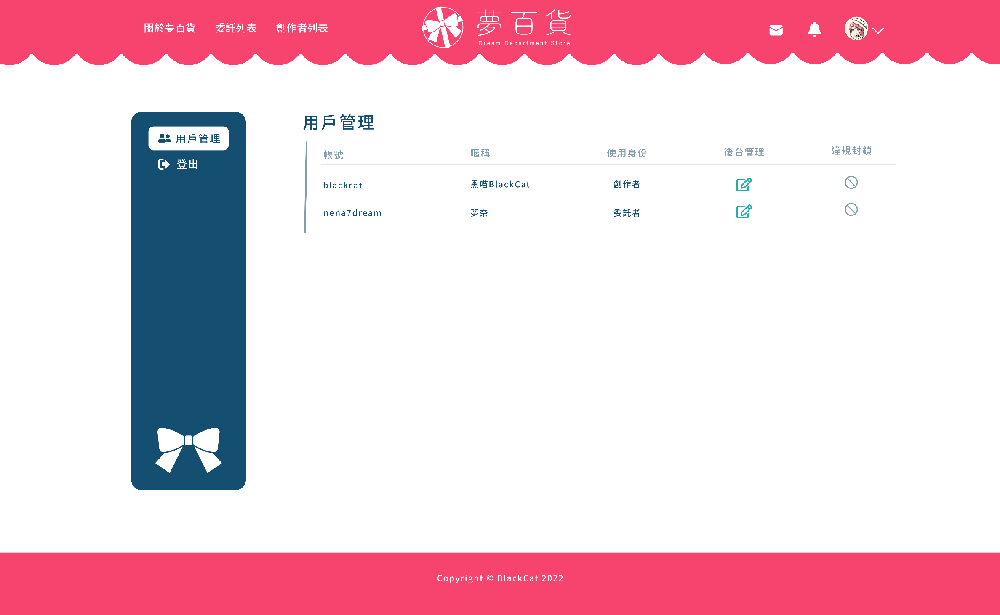 關於夢百貨 委託列表 創作者列表
夢百貨
Dream Department Store
用戶管理
登出
用戶管理
帳號 暱稱 使用身份 後台管理 違規封鎖
blackcat 黑喵BlackCat 創作者
nena7dream 夢奈 委託者
Copyright © BlackCat 2022